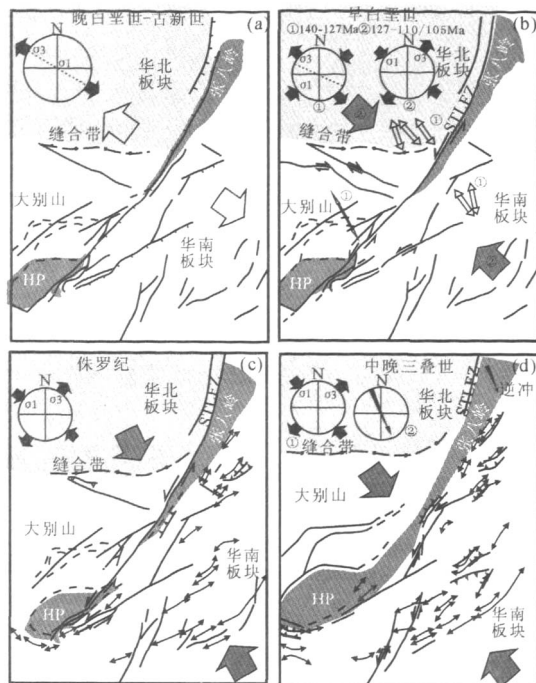 晚白垩世-古新世
(a)
N
σ3
σ1
华北
板块
张八岭
缝合带
大别山
华南
板块
HP
早白垩世
(b)
①140-127Ma②127-110/105Ma
N
N
σ3
σ1
σ3
σ1
①
②
华北
板块
张八岭
STLFZ
①
缝合带
①
①
大别山
华南
板块
HP
侏罗纪
(c)
N
σ1
σ3
华北
板块
STLFZ
张八岭
缝合带
大别山
华南
板块
HP
中晚三叠世
(d)
N
N
σ1
σ3
①
②
华北
板块
STLFZ
逆冲
张八岭
缝合带
大别山
华南
板块
HP